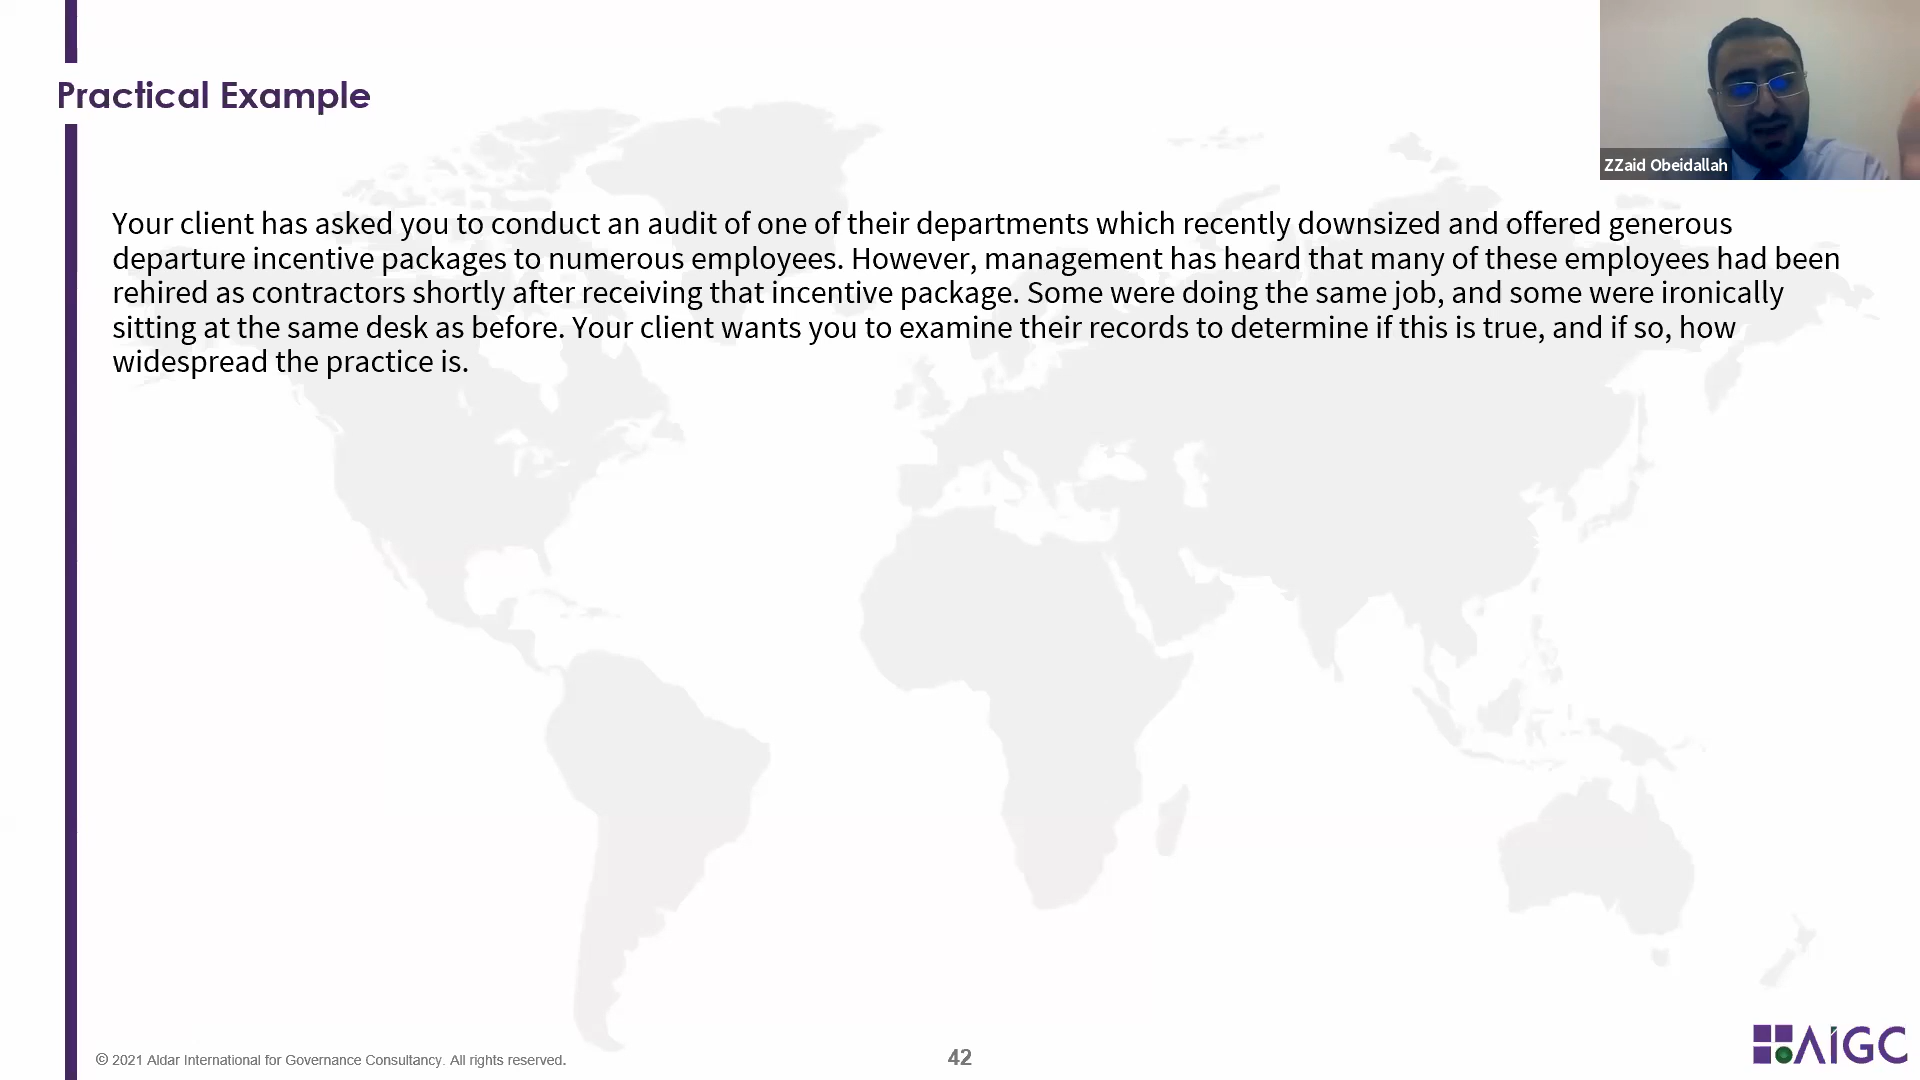 Practical Example
ZZaid Obeidallah
Your client has asked you to conduct an audit of one of their departments which recently downsized and offered generous
departure incentive packages to numerous employees. However, management has heard that many of these employees had been
rehired as contractors shortly after receiving that incentive package. Some were doing the same job, and some were ironically
sitting at the same desk as before. Your client wants you to examine their records to determine if this is true, and if so, how
widespread the practice is.
© 2021 Aldar International for Governance Consultancy. All rights reserved.
42
AIGC